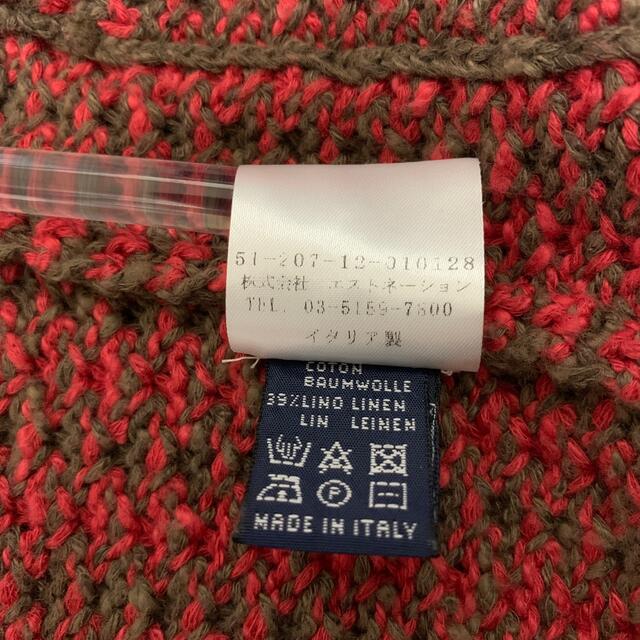 51-207-12-010128
株式会社 エストネーション
TEL. 03-5159-7800
イタリア製
COTON
BAUMWOLLE
39% LINO LINEN
LIN LEINEN
P
MADE IN ITALY